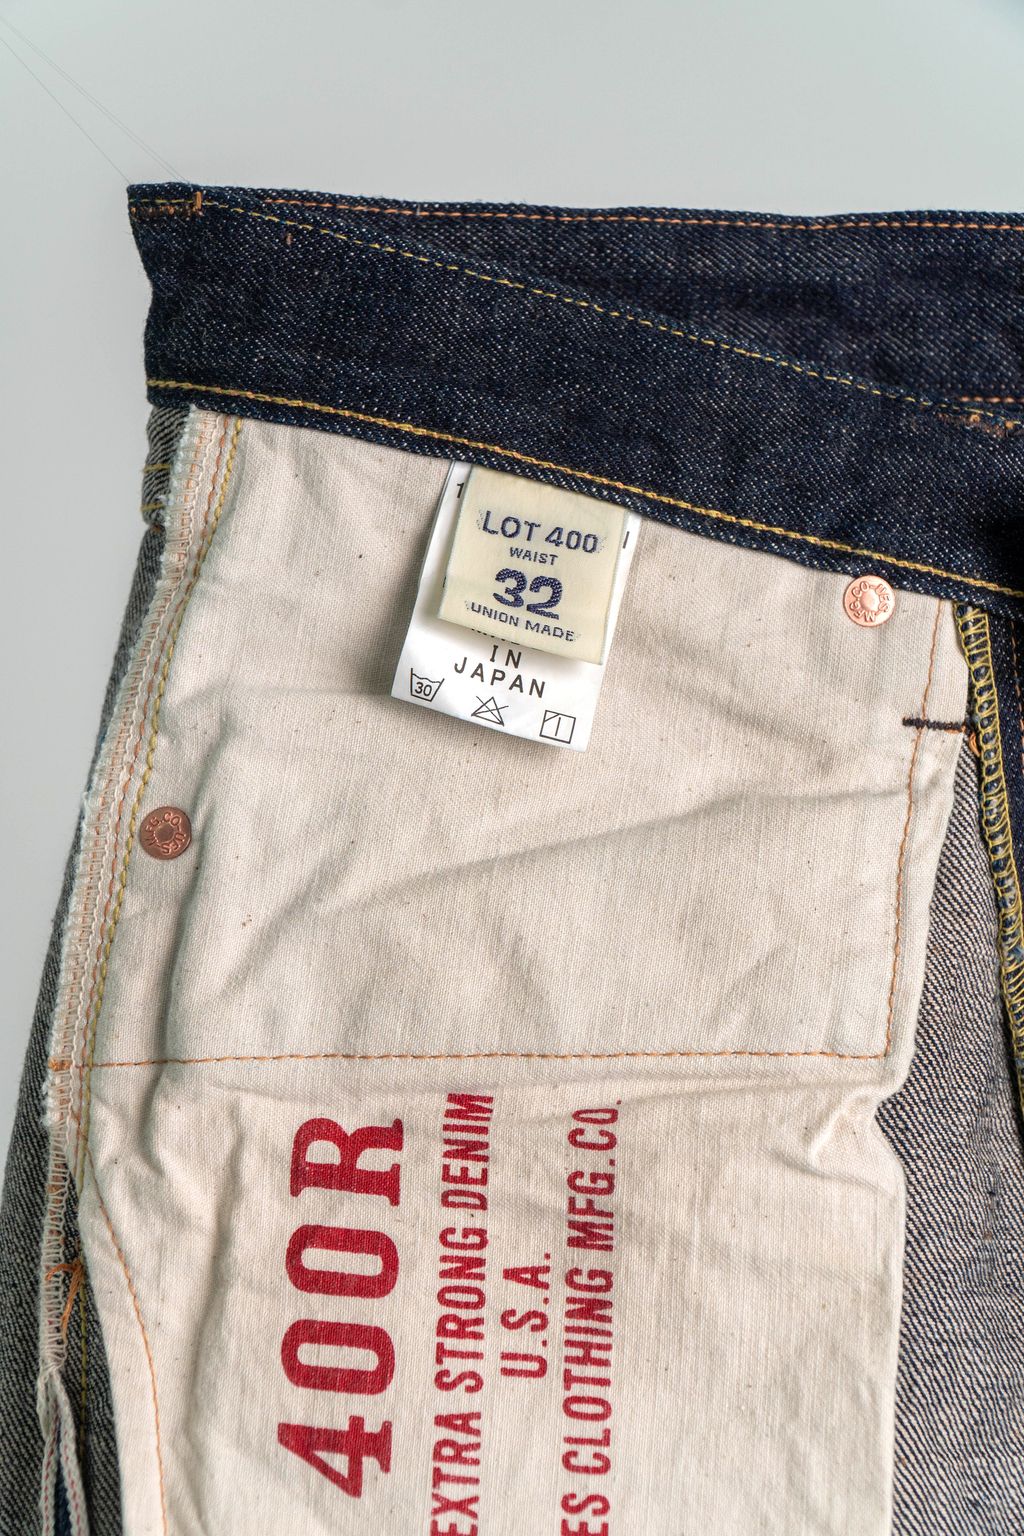 LOT 400
WAIST
32
UNION MADE
IN
JAPAN
30
400R
EXTRA STRONG DENIM
U.S.A.
ES CLOTHING MFG.CO.